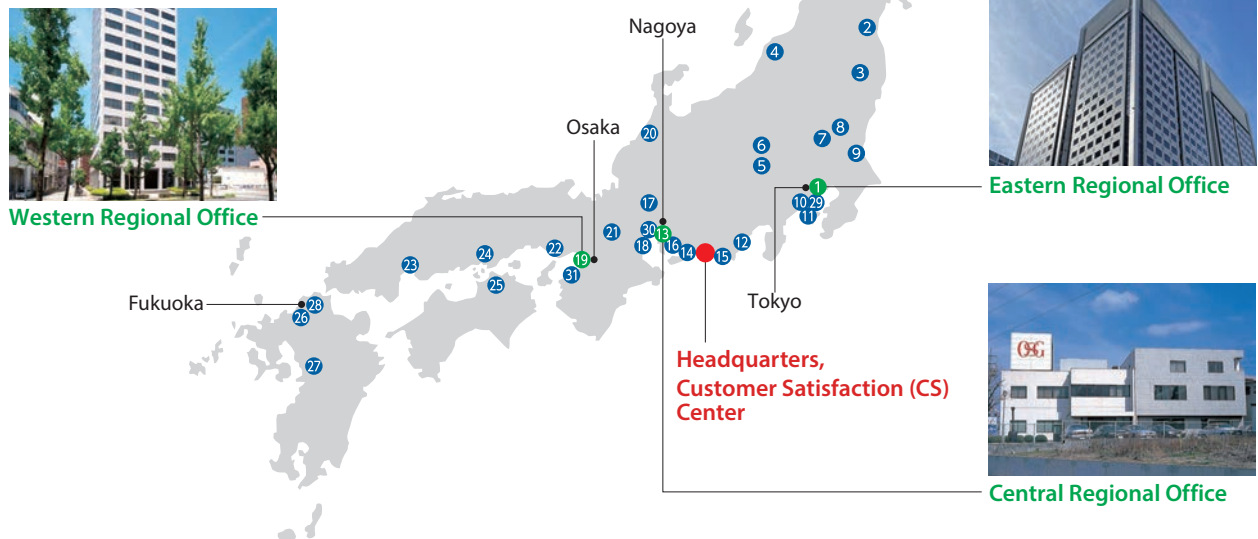 Nagoya
2
4
3
Osaka
20
8
7
6
9
5
1
Eastern Regional Office
Western Regional Office
17
10
29
11
30
13
21
18
16
14
12
15
22
24
19
23
31
25
Tokyo
Fukuoka
28
26
OSG
Headquarters,
Customer Satisfaction (CS)
Center
27
Central Regional Office